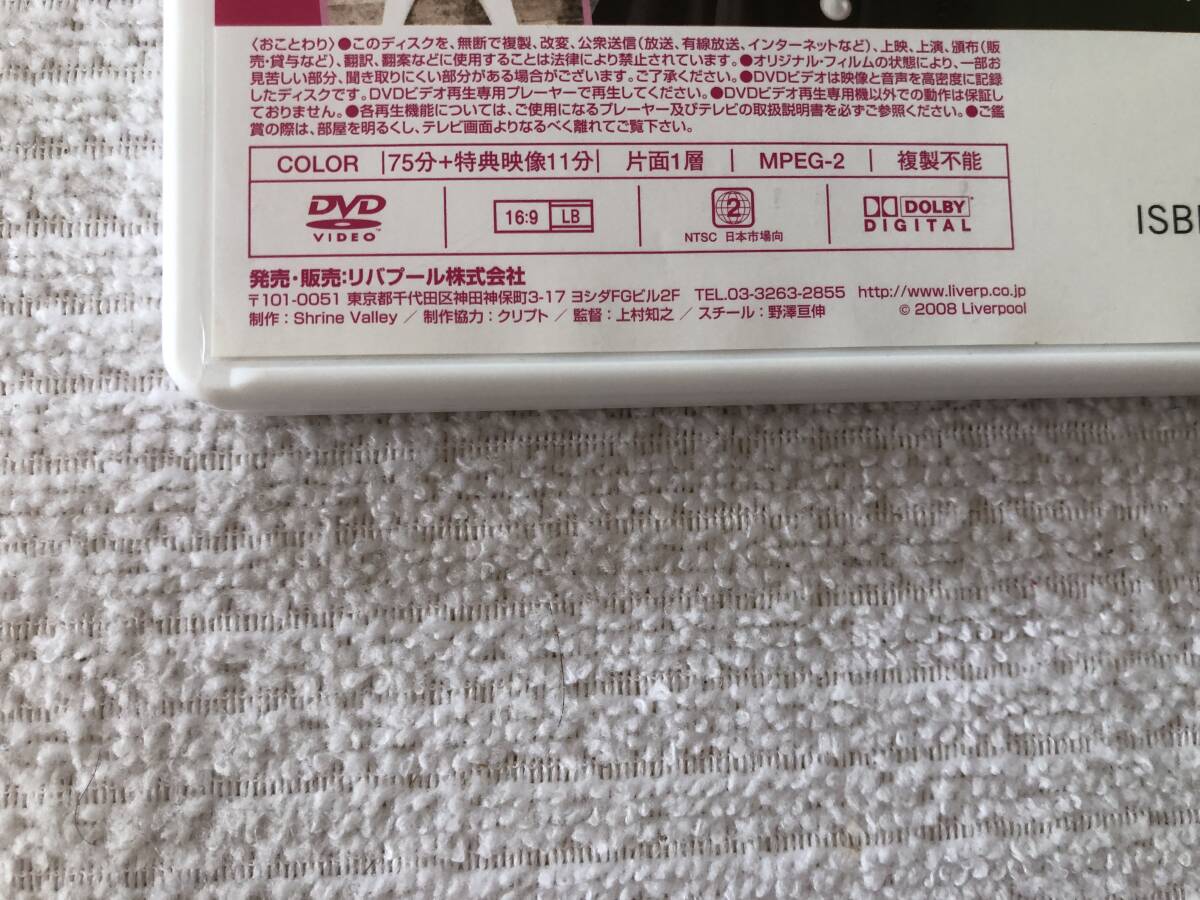 〈おことわり〉●このディスクを、無断で複製、改変、公衆送信(放送、有線放送、インターネットなど)、上映、上演、頒布(販
売・貸与など)、翻訳、翻案などに使用することは法律により禁止されています。●オリジナル・フィルムの状態により、一部お
見苦しい部分、聞き取りにくい部分がある場合がございます。ご了承ください。●DVDビデオは映像と音声を高密度に記録
したディスクです。DVDビデオ再生専用プレーヤーで再生してください。●DVDビデオ再生専用機以外での動作は保証し
ておりません。●各再生機能については、ご使用になるプレーヤー及びテレビの取扱説明書を必ずご参照ください。●ご鑑
賞の際は、部屋を明るくし、テレビ画面よりなるべく離れてご覧下さい。
COLOR 75分+特典映像11分 片面1層 MPEG-2 複製不能
DVD VIDEO
16:9 LB
2
NTSC 日本市場向
DOLBY DIGITAL
ISB
発売・販売:リバプール株式会社
〒101-0051 東京都千代田区神田神保町3-17 ヨシダFGビル2F TEL.03-3263-2855 http://www.liverp.co.jp
制作:Shrine Valley / 制作協力:クリプト / 監督:上村知之 / スチール:野澤亘伸 © 2008 Liverpool